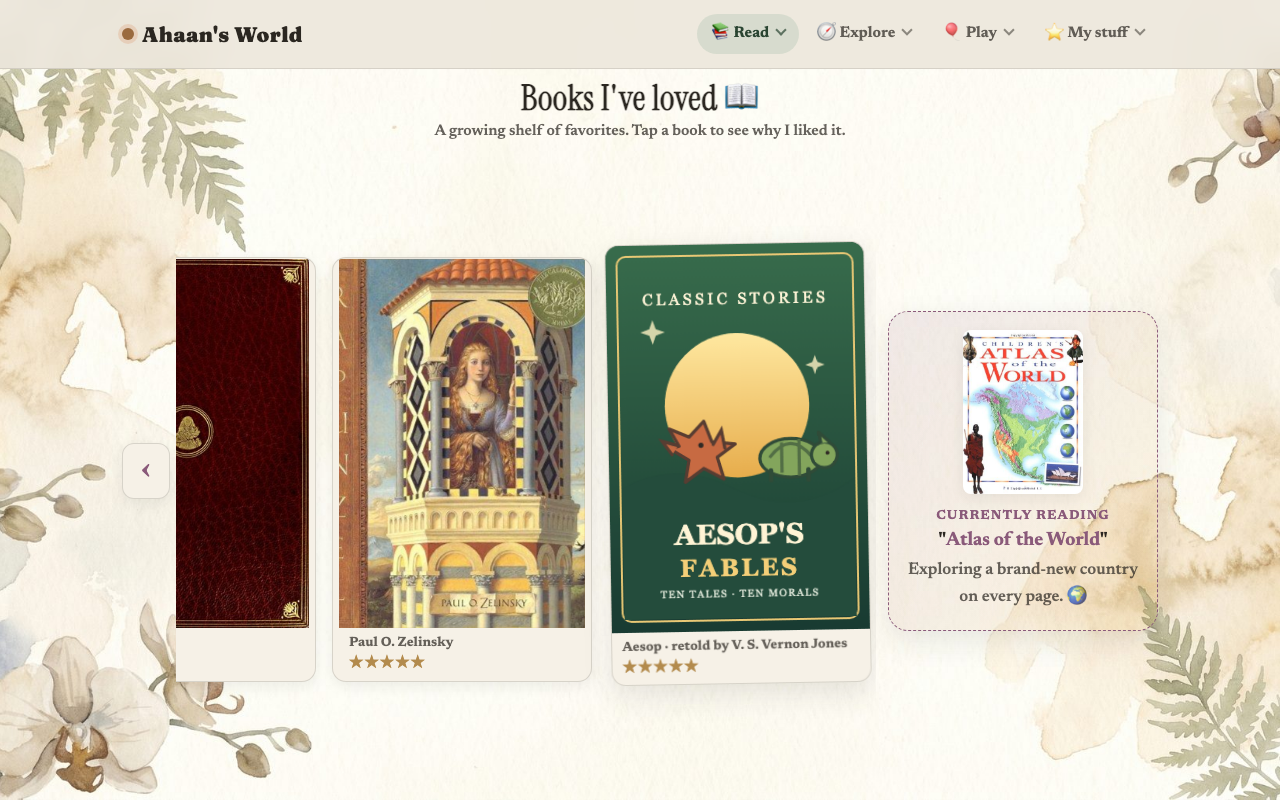 Ahaan's World
📚 Read
🧭 Explore
🎈 Play
⭐ My stuff
Books I've loved 📖
A growing shelf of favorites. Tap a book to see why I liked it.
PAUL O. ZELINSKY
Paul O. Zelinsky
★★★★★
CLASSIC STORIES
AESOP'S
FABLES
TEN TALES · TEN MORALS
Aesop · retold by V. S. Vernon Jones
★★★★★
CHILDREN'S
ATLAS
of the
WORLD
CURRENTLY READING
"Atlas of the World"
Exploring a brand-new country
on every page. 🌍